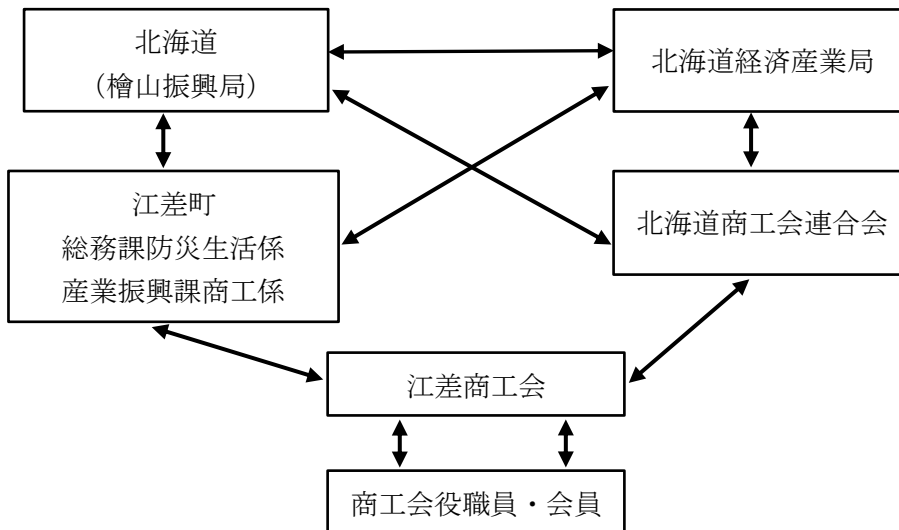 北海道
（檜山振興局）
北海道経済産業局
江差町
総務課防災生活係
産業振興課商工係
北海道商工会連合会
江差商工会
商工会役職員・会員